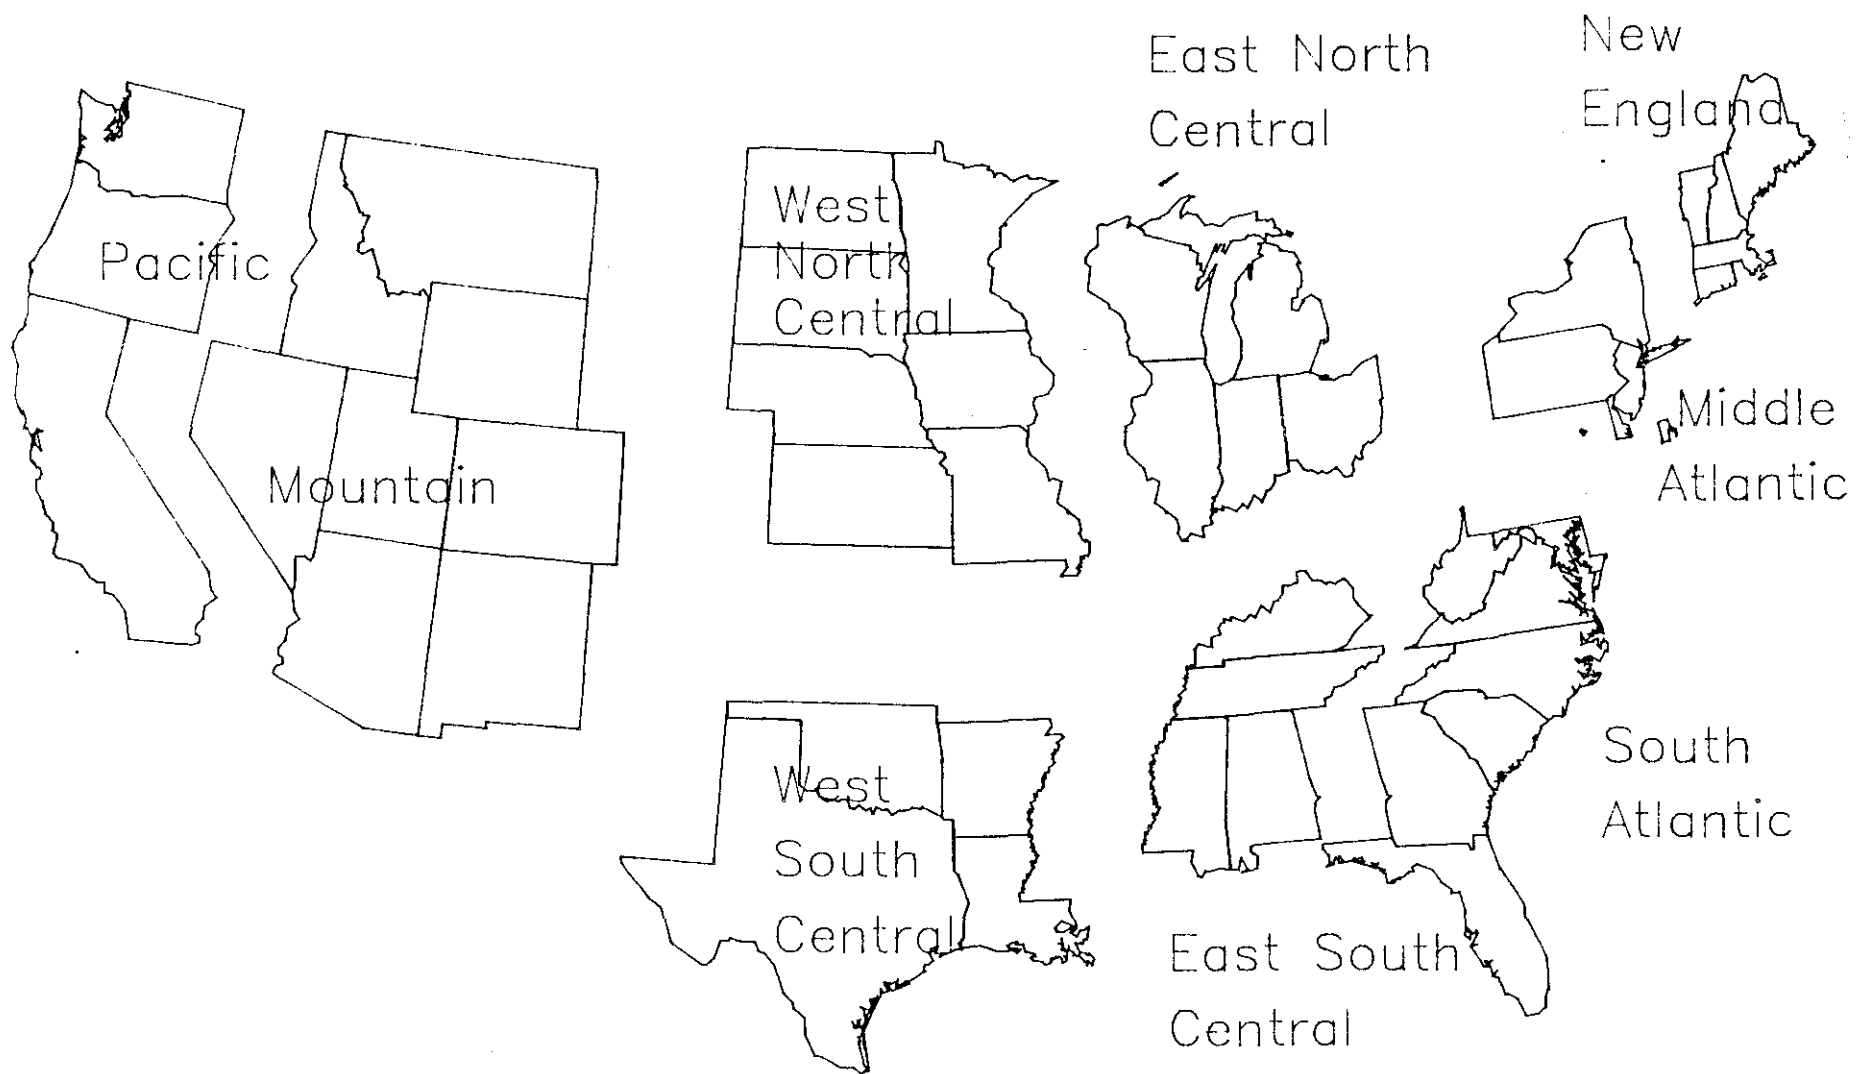 East North
Central
New
England
Pacific
Mountain
West
North
Central
Middle
Atlantic
West
South
Central
East South
Central
South
Atlantic